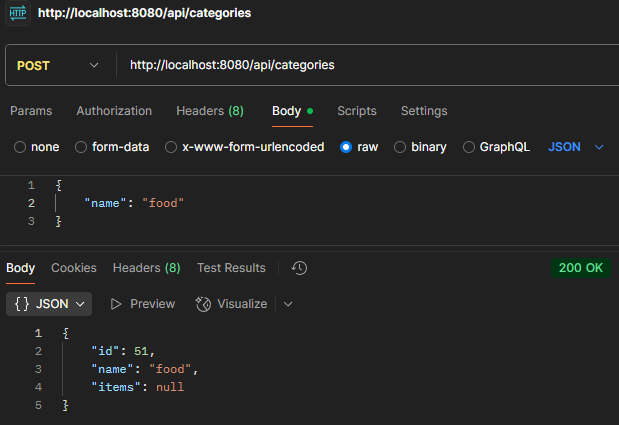 HTTP http://localhost:8080/api/categories
POST http://localhost:8080/api/categories
Params Authorization Headers (8) Body Scripts Settings
none form-data x-www-form-urlencoded raw binary GraphQL JSON
1 {
2 "name": "food"
3 }
Body Cookies Headers (8) Test Results 200 OK
{} JSON Preview Visualize
1 {
2 "id": 51,
3 "name": "food",
4 "items": null
5 }